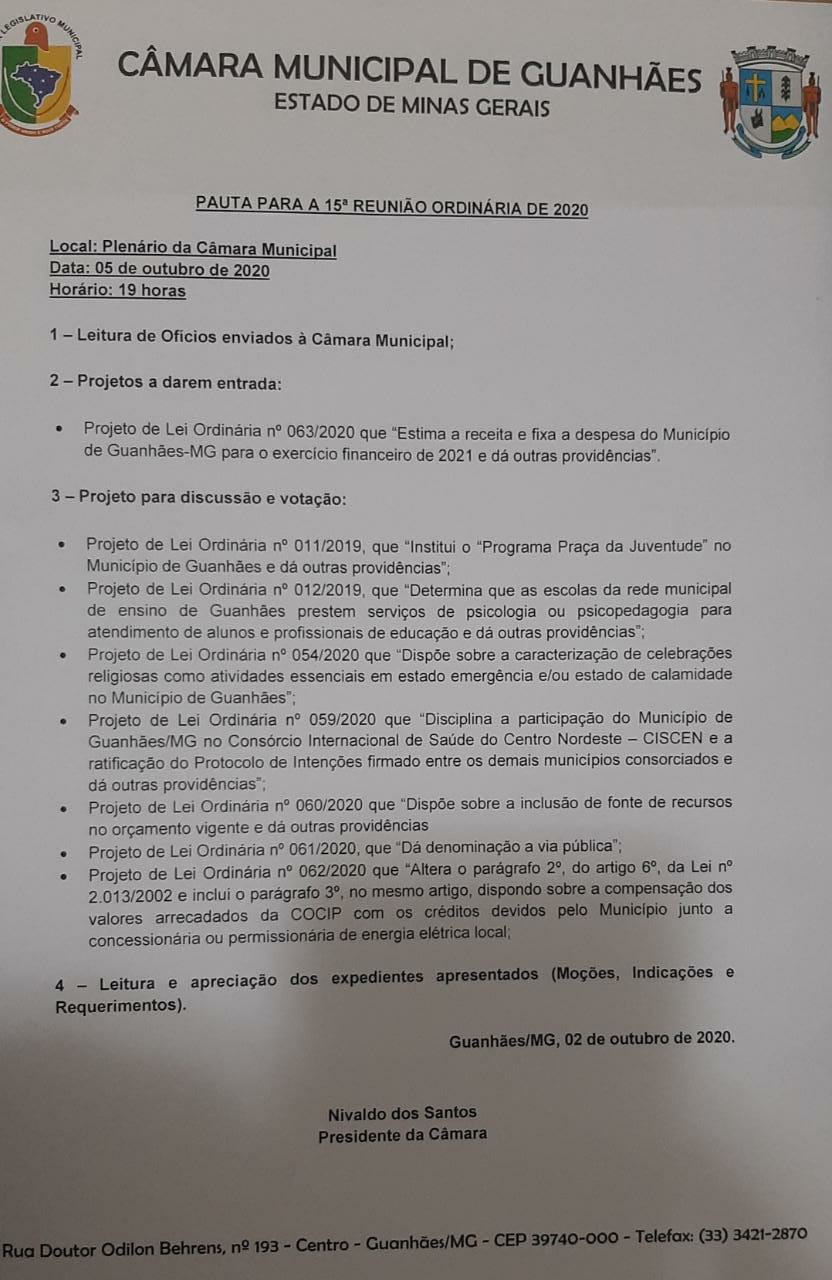 LEGISLATIVO MUNICIPAL
CÂMARA MUNICIPAL DE GUANHÃES
ESTADO DE MINAS GERAIS
PAUTA PARA A 15ª REUNIÃO ORDINÁRIA DE 2020
Local: Plenário da Câmara Municipal
Data: 05 de outubro de 2020
Horário: 19 horas
1 – Leitura de Ofícios enviados à Câmara Municipal;
2 – Projetos a darem entrada:
• Projeto de Lei Ordinária nº 063/2020 que “Estima a receita e fixa a despesa do Município
de Guanhães-MG para o exercício financeiro de 2021 e dá outras providências”.
3 – Projeto para discussão e votação:
• Projeto de Lei Ordinária nº 011/2019, que “Institui o “Programa Praça da Juventude” no
Município de Guanhães e dá outras providências”;
• Projeto de Lei Ordinária nº 012/2019, que “Determina que as escolas da rede municipal
de ensino de Guanhães prestem serviços de psicologia ou psicopedagogia para
atendimento de alunos e profissionais de educação e dá outras providências”;
• Projeto de Lei Ordinária nº 054/2020 que “Dispõe sobre a caracterização de celebrações
religiosas como atividades essenciais em estado emergência e/ou estado de calamidade
no Município de Guanhães”;
• Projeto de Lei Ordinária nº 059/2020 que “Disciplina a participação do Município de
Guanhães/MG no Consórcio Internacional de Saúde do Centro Nordeste – CISCEN e a
ratificação do Protocolo de Intenções firmado entre os demais municípios consorciados e
dá outras providências”;
• Projeto de Lei Ordinária nº 060/2020 que “Dispõe sobre a inclusão de fonte de recursos
no orçamento vigente e dá outras providências
• Projeto de Lei Ordinária nº 061/2020, que “Dá denominação a via pública”;
• Projeto de Lei Ordinária nº 062/2020 que “Altera o parágrafo 2º, do artigo 6º, da Lei nº
2.013/2002 e inclui o parágrafo 3º, no mesmo artigo, dispondo sobre a compensação dos
valores arrecadados da COCIP com os créditos devidos pelo Município junto a
concessionária ou permissionária de energia elétrica local;
4 – Leitura e apreciação dos expedientes apresentados (Moções, Indicações e
Requerimentos).
Guanhães/MG, 02 de outubro de 2020.
Nivaldo dos Santos
Presidente da Câmara
Rua Doutor Odilon Behrens, nº 193 - Centro - Guanhães/MG - CEP 39740-000 - Telefax: (33) 3421-2870